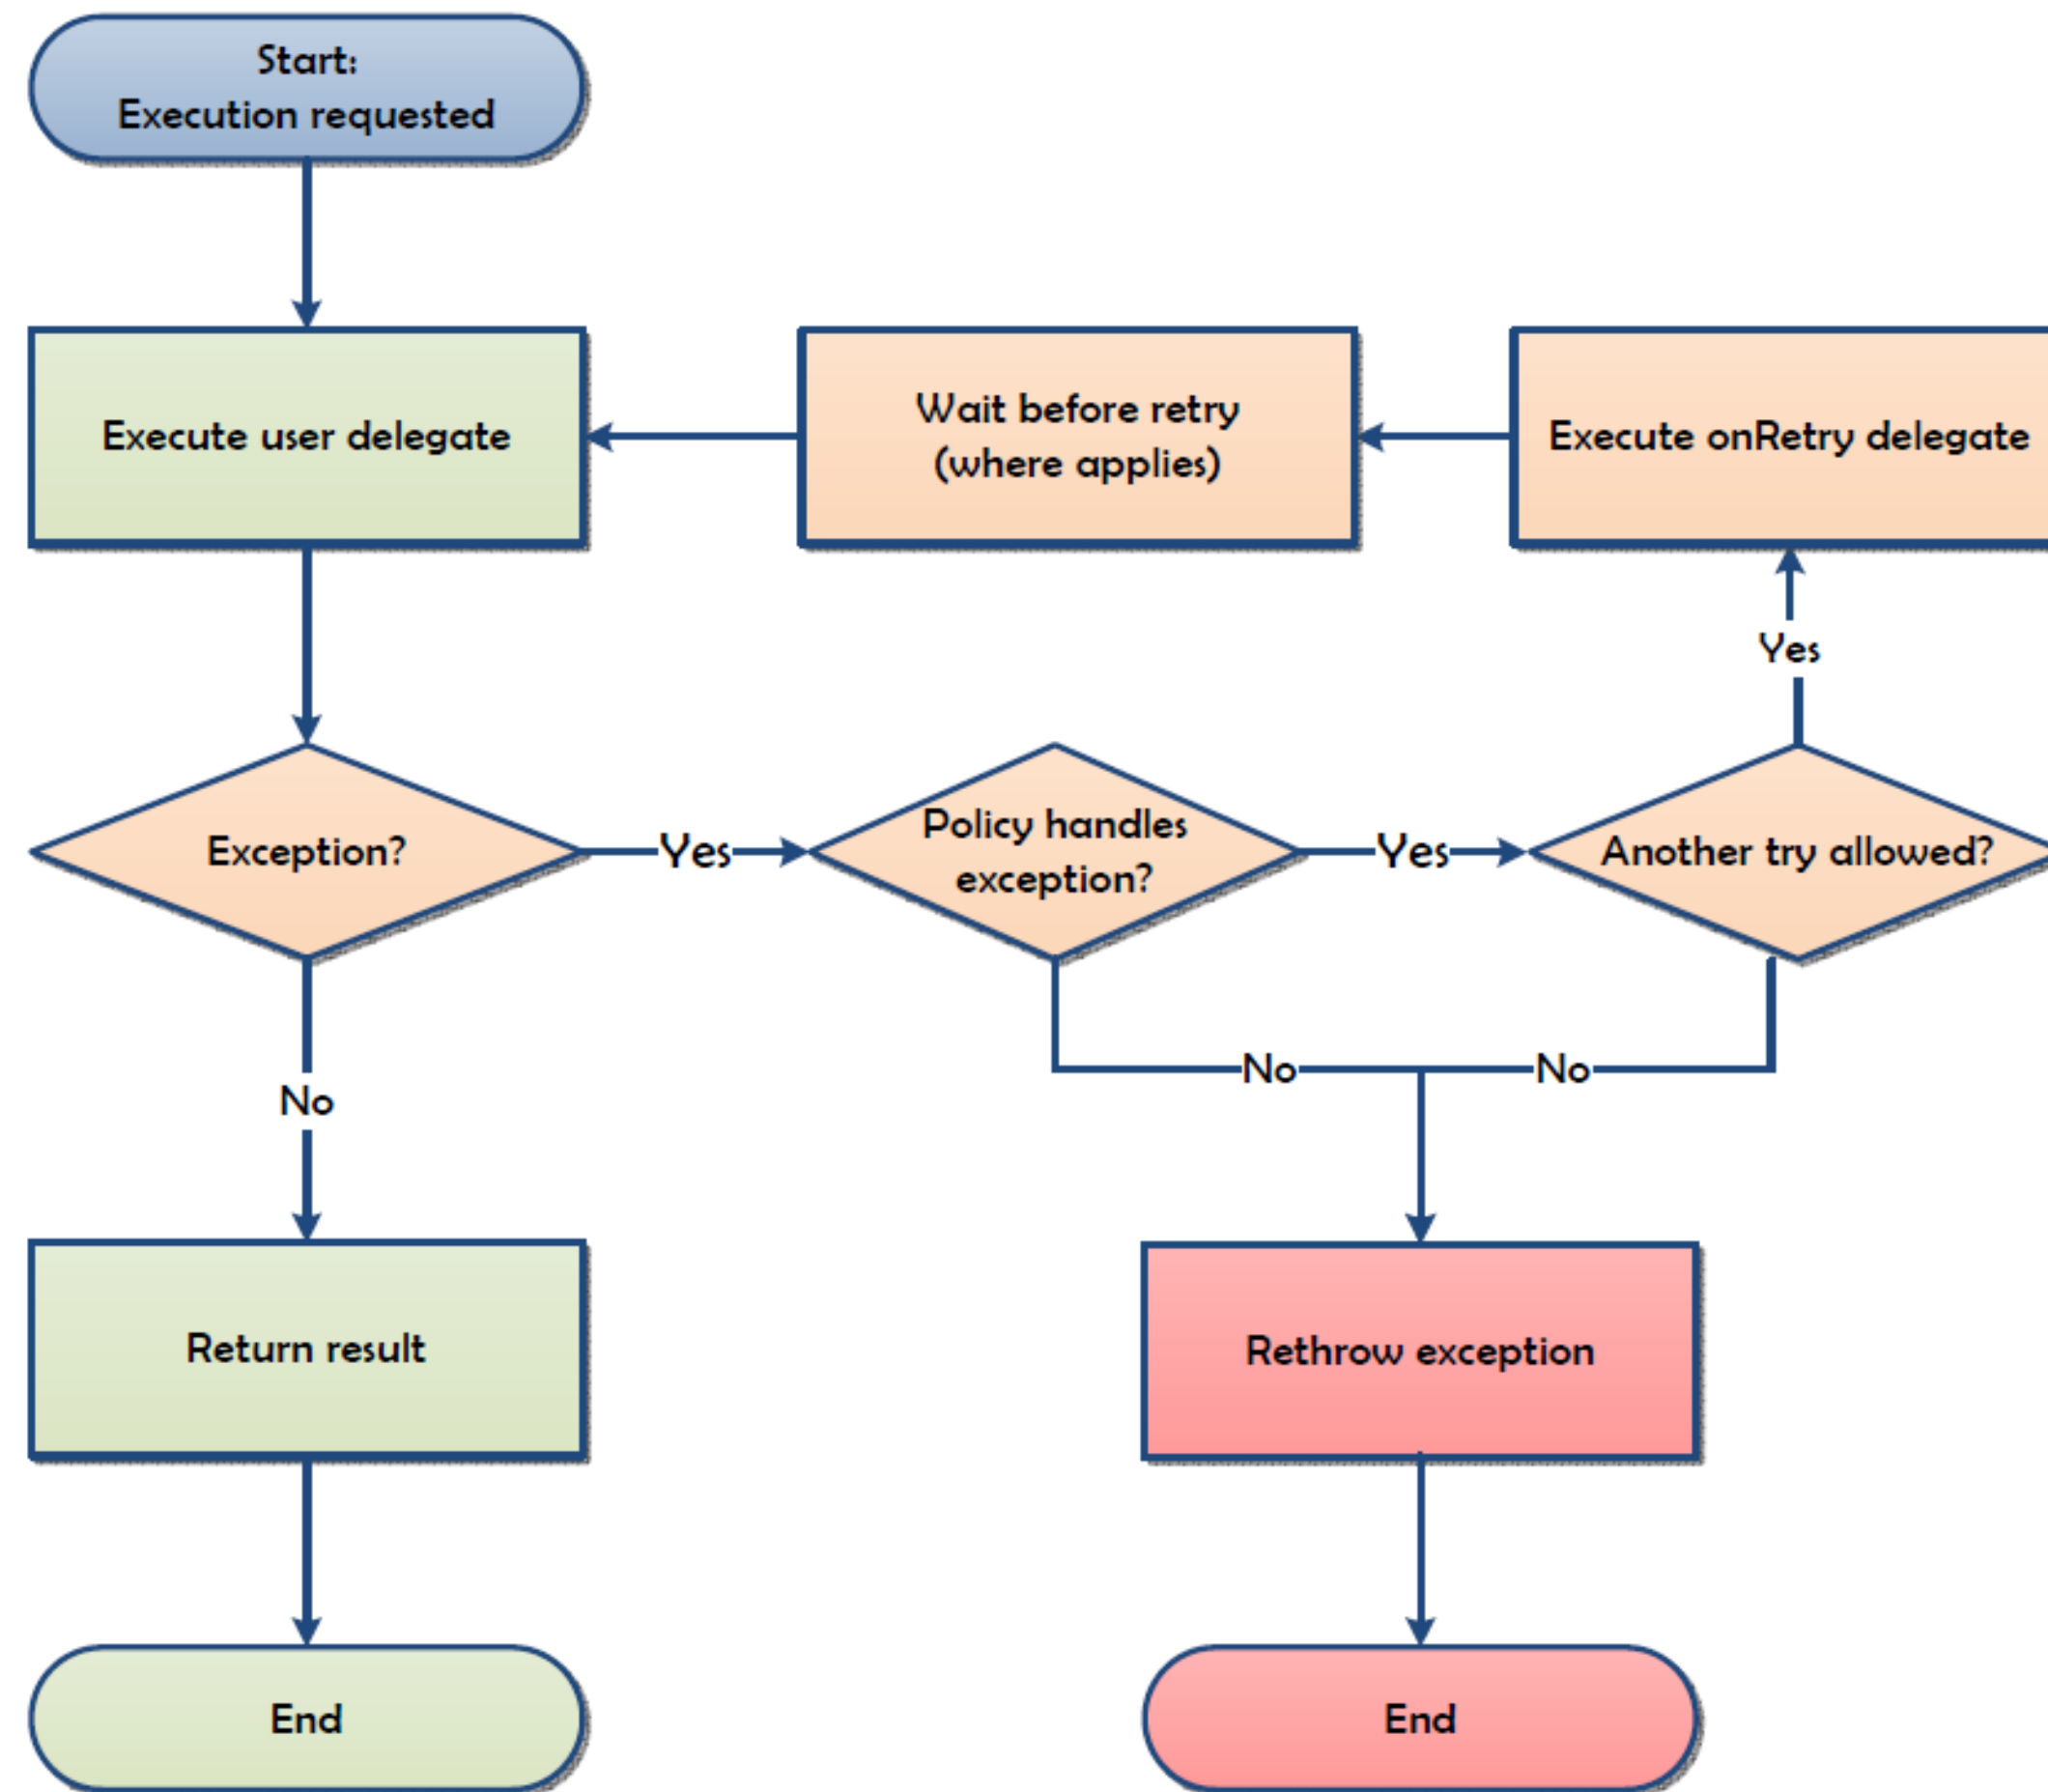 Start:
Execution requested
Execute user delegate
Wait before retry
(where applies)
Execute onRetry delegate
Yes
Exception?
Yes
Policy handles
exception?
Yes
Another try allowed?
No
No
No
Return result
Rethrow exception
End
End